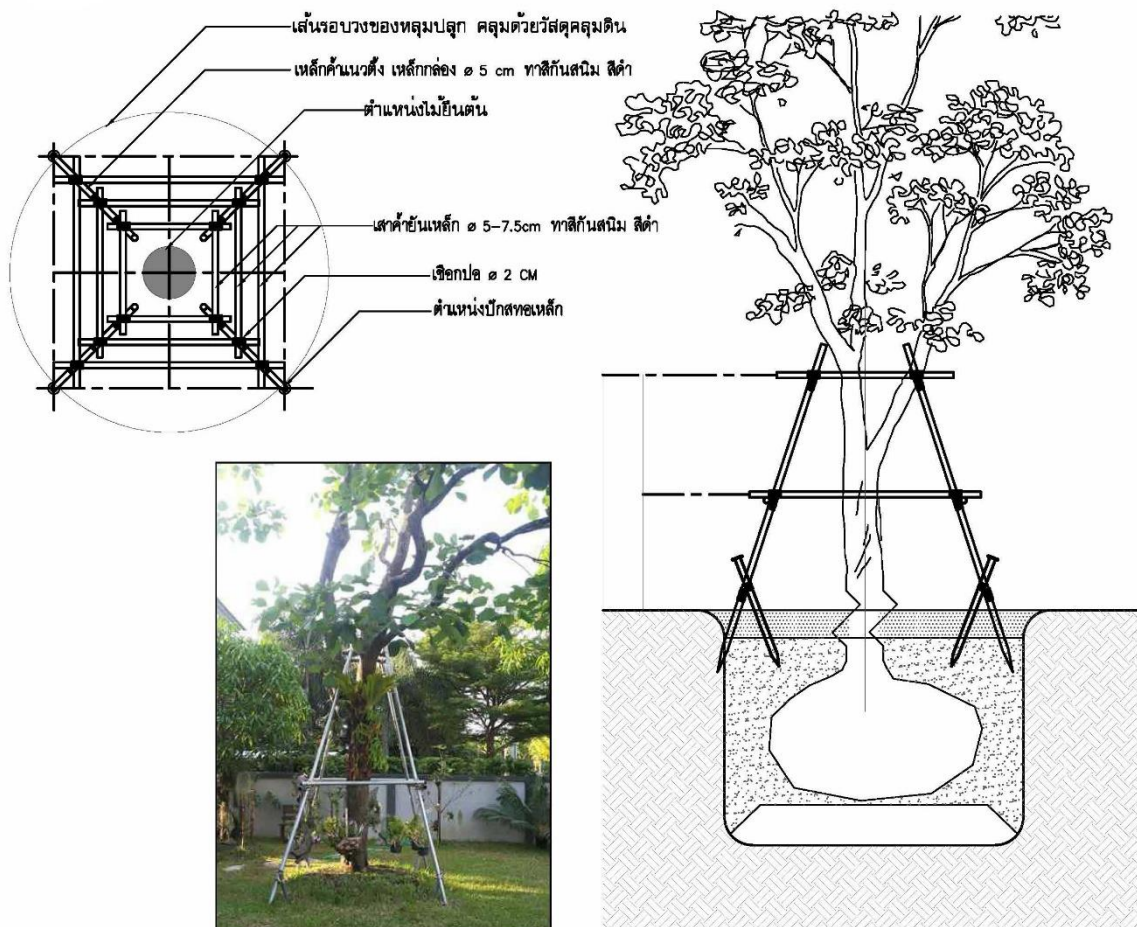 เส้นรอบวงของหลุมปลูก คลุมด้วยวัสดุคลุมดิน
เหล็กค้ำแนวตั้ง เหล็กกล่อง ø 5 cm ทาสีกันสนิม สีดำ
ตำแหน่งไม้ยืนต้น
เสาค้ำยันเหล็ก ø 5-7.5cm ทาสีกันสนิม สีดำ
เชือกปอ ø 2 CM
ตำแหน่งปักสทอเหล็ก